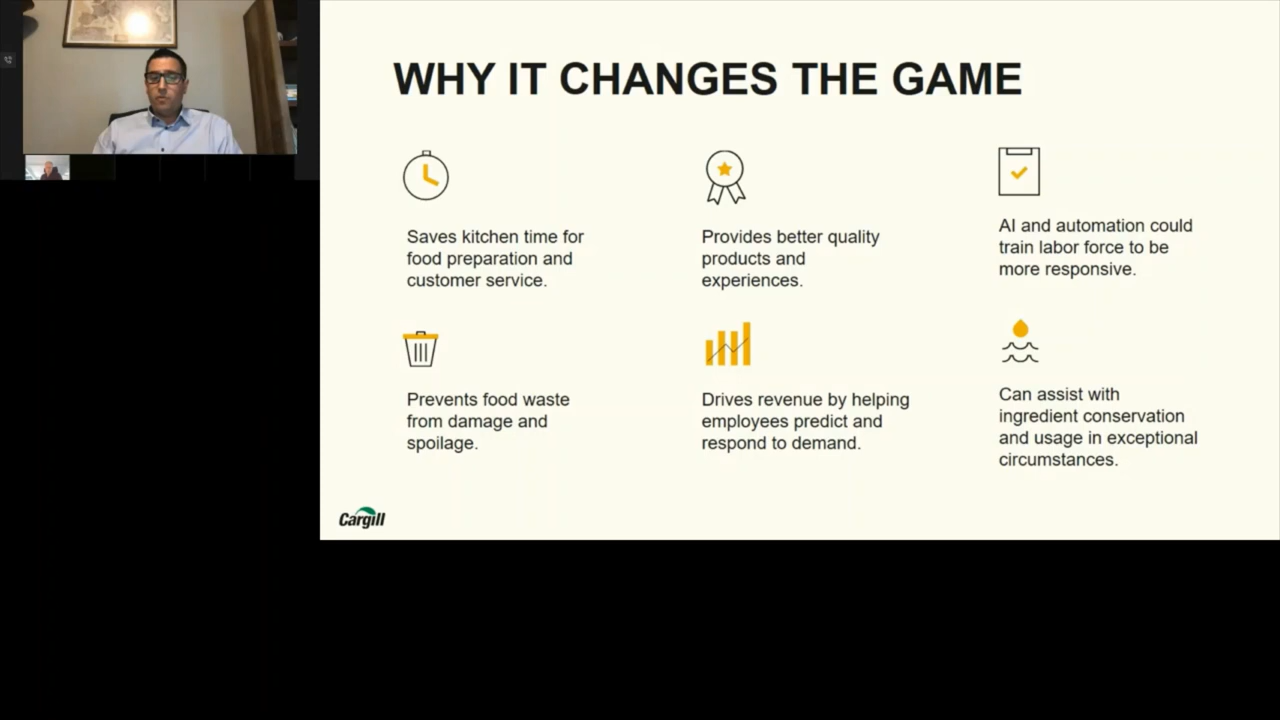 WHY IT CHANGES THE GAME
Saves kitchen time for
food preparation and
customer service.
Provides better quality
products and
experiences.
AI and automation could
train labor force to be
more responsive.
Prevents food waste
from damage and
spoilage.
Drives revenue by helping
employees predict and
respond to demand.
Can assist with
ingredient conservation
and usage in exceptional
circumstances.
Cargill